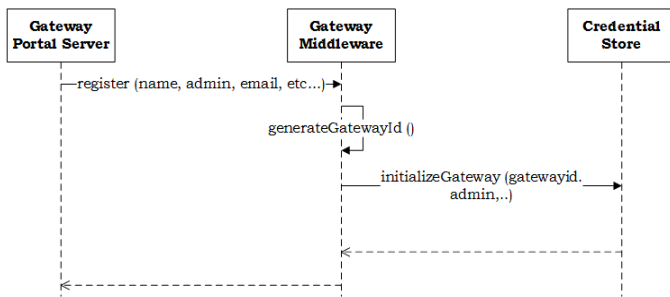 Gateway
Portal Server
Gateway
Middleware
Credential
Store
register (name, admin, email, etc...)
generateGatewayId ()
initializeGateway (gatewayid.
admin,..)